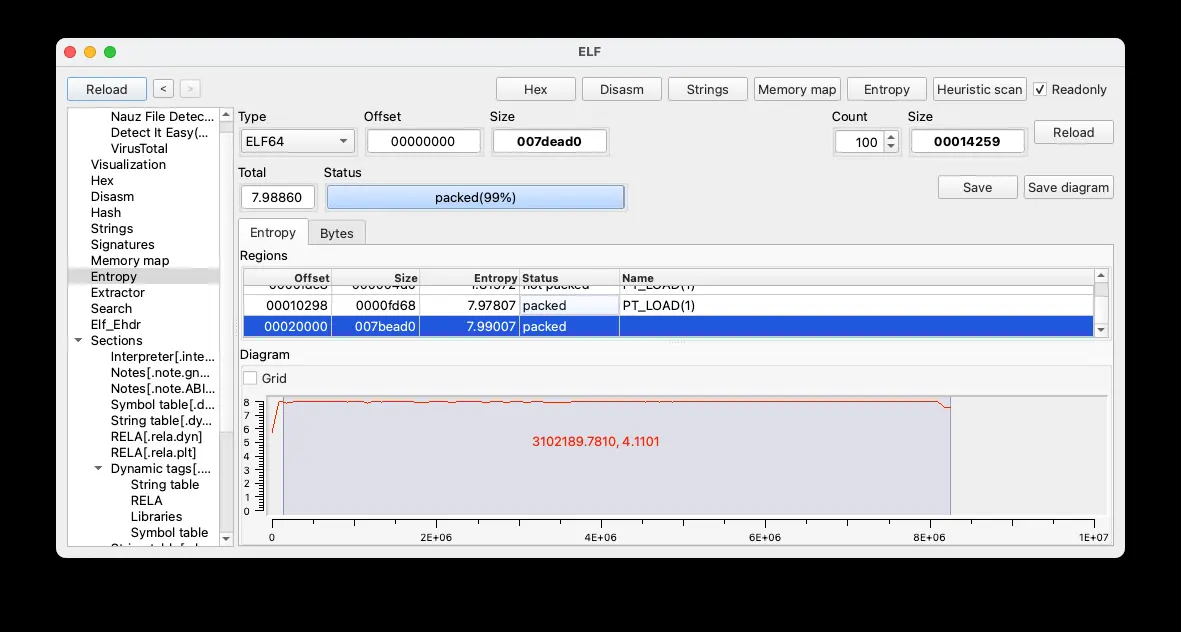 ELF
Reload < > Hex Disasm Strings Memory map Entropy Heuristic scan Readonly
Nauz File Detec...
Detect It Easy(...
VirusTotal
Visualization
Hex
Disasm
Hash
Strings
Signatures
Memory map
Entropy
Extractor
Search
Elf_Ehdr
Sections
Interpreter[.inte...
Notes[.note.gn...
Notes[.note.ABI...
Symbol table[.d...
String table[.dy...
RELA[.rela.dyn]
RELA[.rela.plt]
Dynamic tags[....
String table
RELA
Libraries
Symbol table
Type Offset Size Count Size
ELF64 00000000 007dead0 100 00014259 Reload
Total Status
7.98860 packed(99%) Save Save diagram
Entropy Bytes
Regions
Offset Size Entropy Status Name
not packed PT_LOAD(1)
00010298 0000fd68 7.97807 packed PT_LOAD(1)
00020000 007bead0 7.99007 packed
Diagram
Grid
8
7
6
5
4
3
2
1
0
3102189.7810, 4.1101
0 2E+06 4E+06 6E+06 8E+06 1E+07